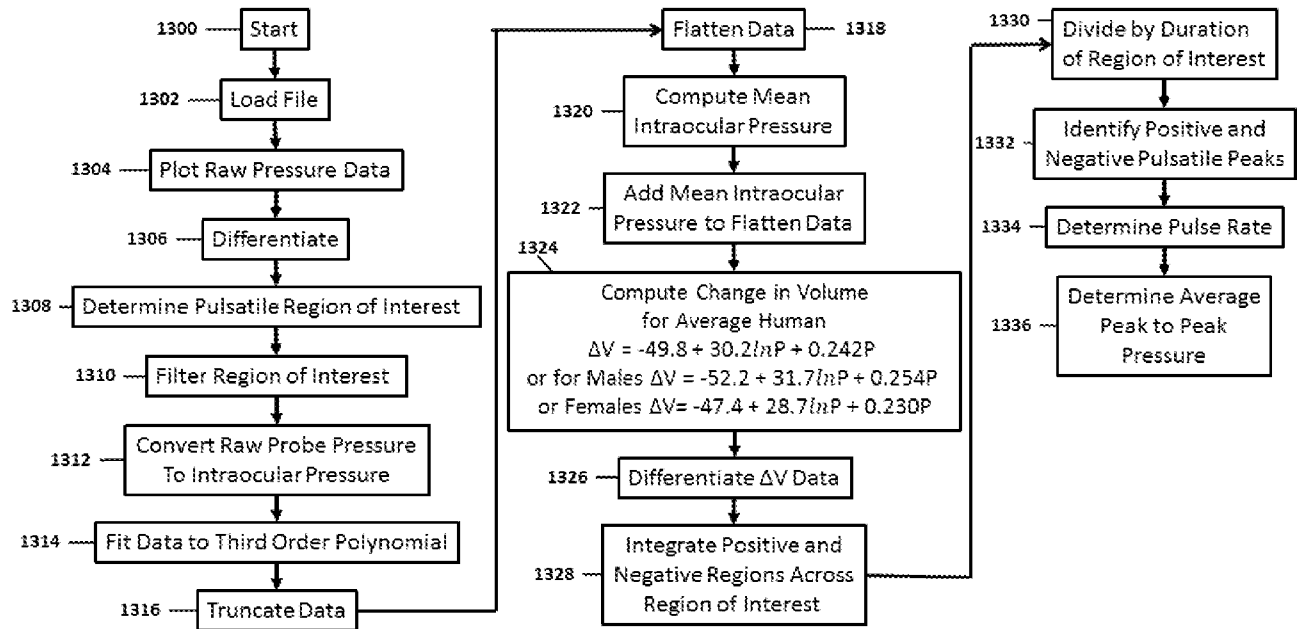 1300
Start
1302
Load File
1304
Plot Raw Pressure Data
1306
Differentiate
1308
Determine Pulsatile Region of Interest
1310
Filter Region of Interest
1312
Convert Raw Probe Pressure
To Intraocular Pressure
1314
Fit Data to Third Order Polynomial
1316
Truncate Data
Flatten Data
1318
1320
Compute Mean
Intraocular Pressure
1322
Add Mean Intraocular
Pressure to Flatten Data
1324
Compute Change in Volume
for Average Human
ΔV = -49.8 + 30.2lnP + 0.242P
or for Males ΔV = -52.2 + 31.7lnP + 0.254P
or Females ΔV= -47.4 + 28.7lnP + 0.230P
1326
Differentiate ΔV Data
1328
Integrate Positive and
Negative Regions Across
Region of Interest
1330
Divide by Duration
of Region of Interest
1332
Identify Positive and
Negative Pulsatile Peaks
1334
Determine Pulse Rate
1336
Determine Average
Peak to Peak
Pressure